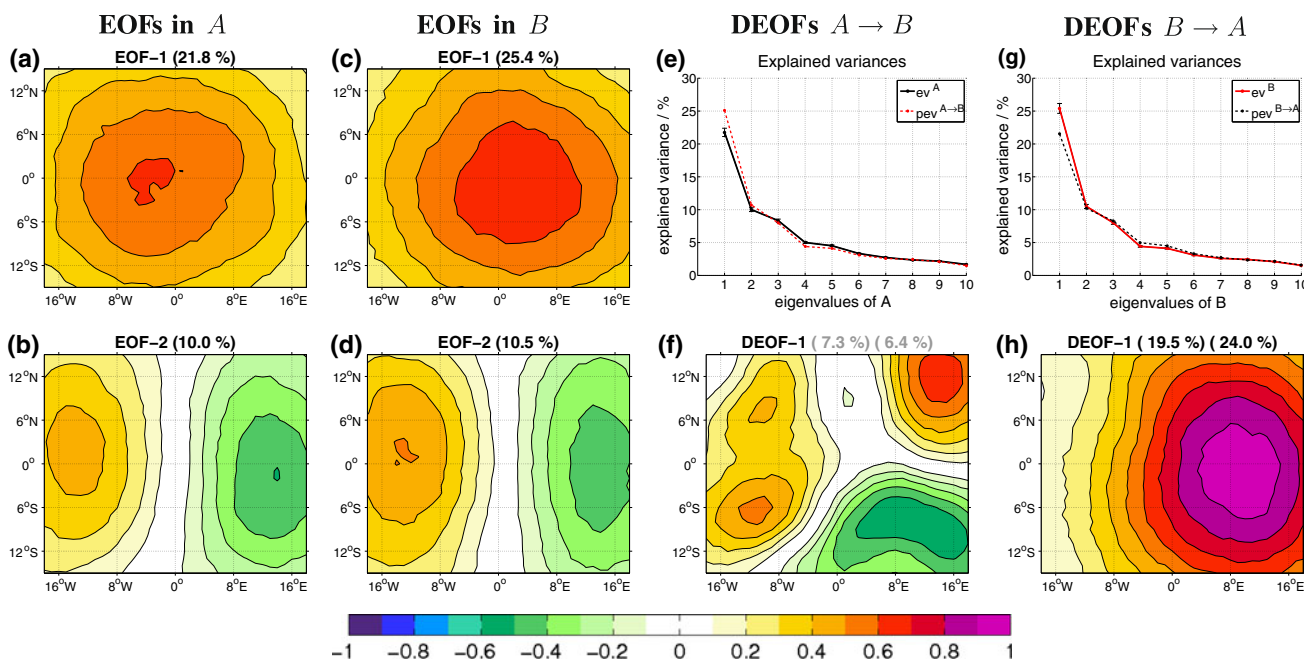 EOFs in A
EOFs in B
DEOFs A → B
DEOFs B → A
(a)
EOF-1 (21.8 %)
12°N
6°N
0°
6°S
12°S
16°W 8°W 0° 8°E 16°E
(c)
EOF-1 (25.4 %)
16°W 8°W 0° 8°E 16°E
(e)
Explained variances
explained variance / %
30
25
20
15
10
5
0
ev A
pev A→B
1 2 3 4 5 6 7 8 9 10
eigenvalues of A
(g)
Explained variances
explained variance / %
30
25
20
15
10
5
0
ev B
pev B→A
1 2 3 4 5 6 7 8 9 10
eigenvalues of B
(b)
EOF-2 (10.0 %)
12°N
6°N
0°
6°S
12°S
16°W 8°W 0° 8°E 16°E
(d)
EOF-2 (10.5 %)
12°N
6°N
0°
6°S
12°S
16°W 8°W 0° 8°E 16°E
(f)
DEOF-1 ( 7.3 %) ( 6.4 %)
12°N
6°N
0°
6°S
12°S
16°W 8°W 0° 8°E 16°E
(h)
DEOF-1 ( 19.5 %) ( 24.0 %)
12°N
6°N
0°
6°S
12°S
16°W 8°W 0° 8°E 16°E
-1 -0.8 -0.6 -0.4 -0.2 0 0.2 0.4 0.6 0.8 1